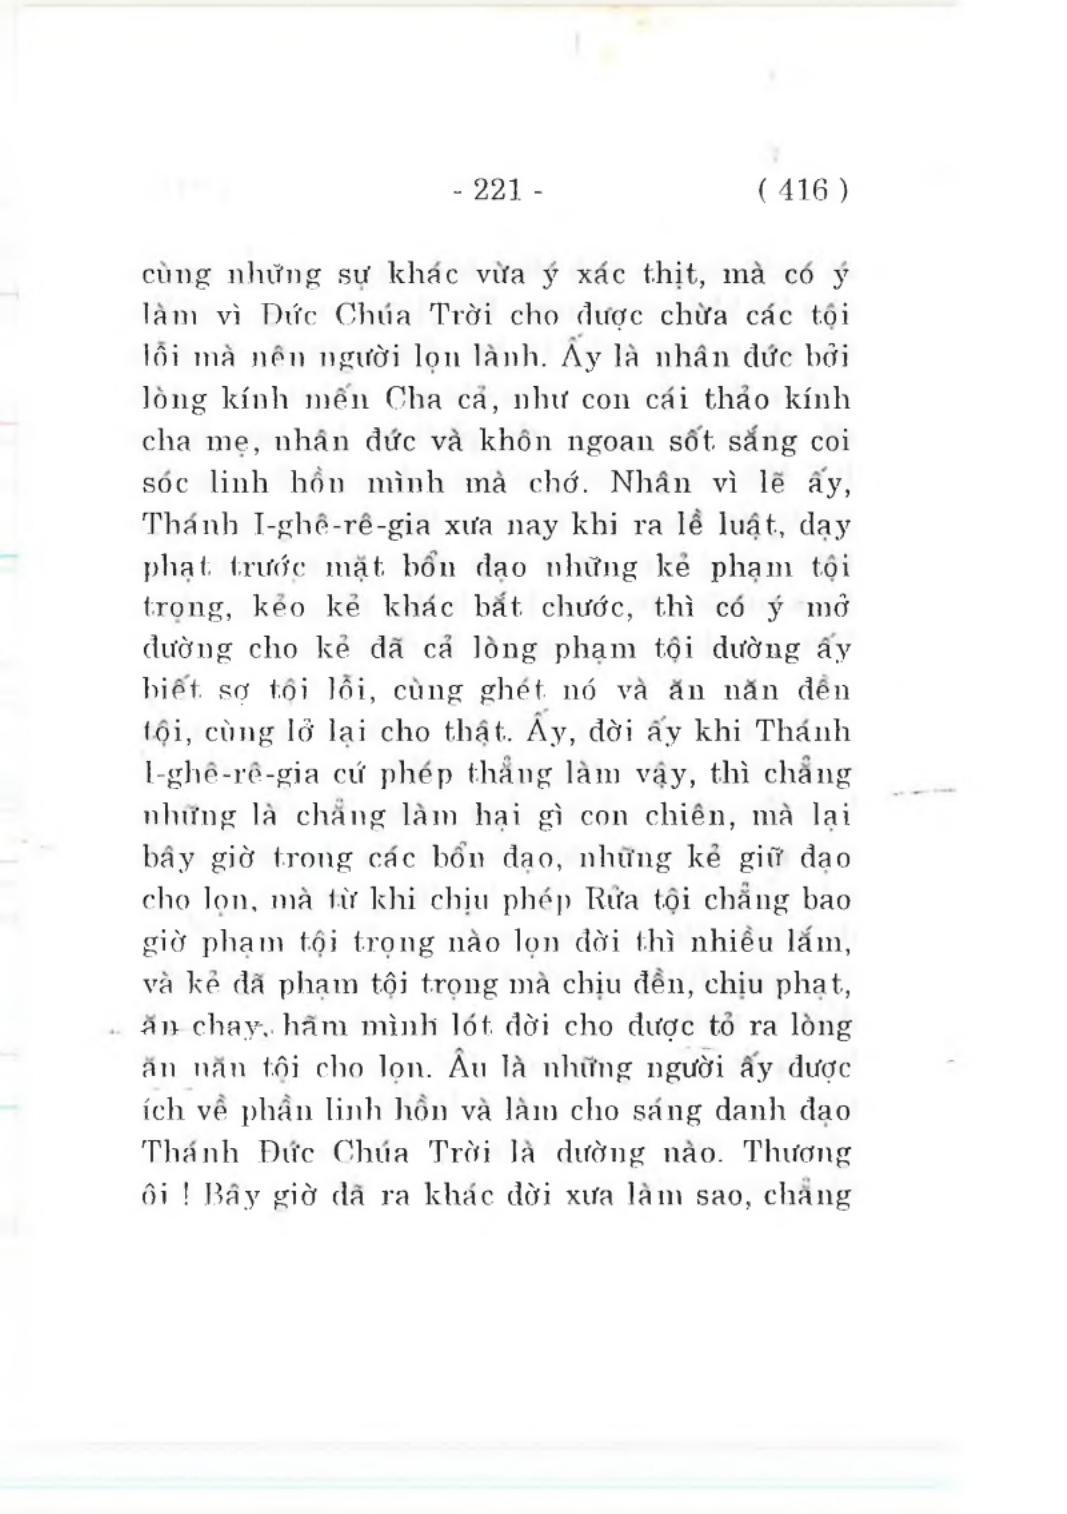 - 221 - ( 416 )
cùng những sự khác vừa ý xác thịt, mà có ý
làm vì Đức Chúa Trời cho được chừa các tội
lỗi mà nên người lọn lành. Ấy là nhân đức bởi
lòng kính mến Cha cả, như con cái thảo kính
cha mẹ, nhân đức và khôn ngoan sốt sắng coi
sóc linh hồn mình mà chớ. Nhân vì lẽ ấy,
Thánh I-ghê-rê-gia xưa nay khi ra lề luật, dạy
phạt trước mặt bổn đạo những kẻ phạm tội
trọng, kẻo kẻ khác bắt chước, thì có ý mở
đường cho kẻ đã cả lòng phạm tội dường ấy
biết sợ tội lỗi, cùng ghét nó và ăn năn đền
tội, cùng lở lại cho thật. Ấy, đời ấy khi Thánh
I-ghê-rê-gia cứ phép thẳng làm vậy, thì chẳng
những là chẳng làm hại gì con chiên, mà lại
bây giờ trong các bổn đạo, những kẻ giữ đạo
cho lọn, mà từ khi chịu phép Rửa tội chẳng bao
giờ phạm tội trọng nào lọn đời thì nhiều lắm,
và kẻ đã phạm tội trọng mà chịu đền, chịu phạt,
ăn chay, hãm mình lót đời cho được tỏ ra lòng
ăn năn tội cho lọn. Âu là những người ấy được
ích về phần linh hồn và làm cho sáng danh đạo
Thánh Đức Chúa Trời là dường nào. Thương
ôi ! Bây giờ đã ra khác đời xưa làm sao, chẳng